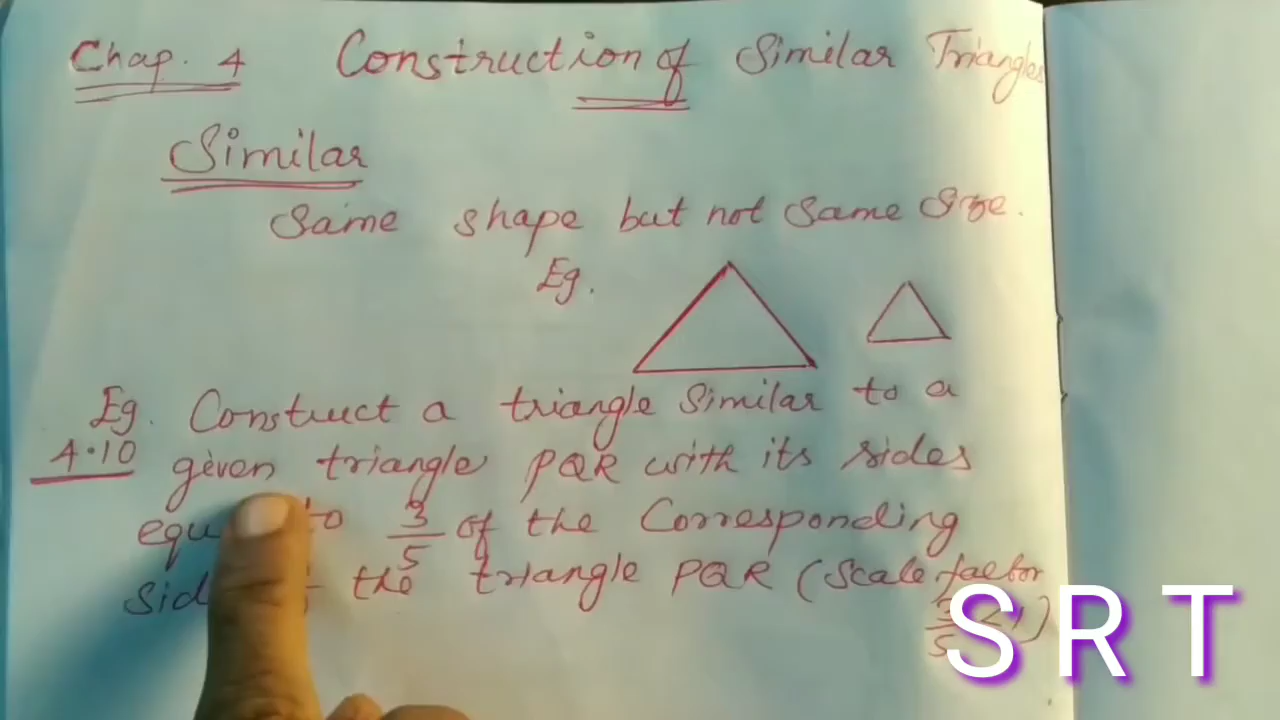 Chap. 4 Construction of Similar Triangles
Similar
Same shape but not same size.
Eg.
Eg. Construct a triangle similar to a
4.10 given triangle PQR with its sides
to 3/5 of the Corresponding
the triangle PQR (Scale factor
SRT